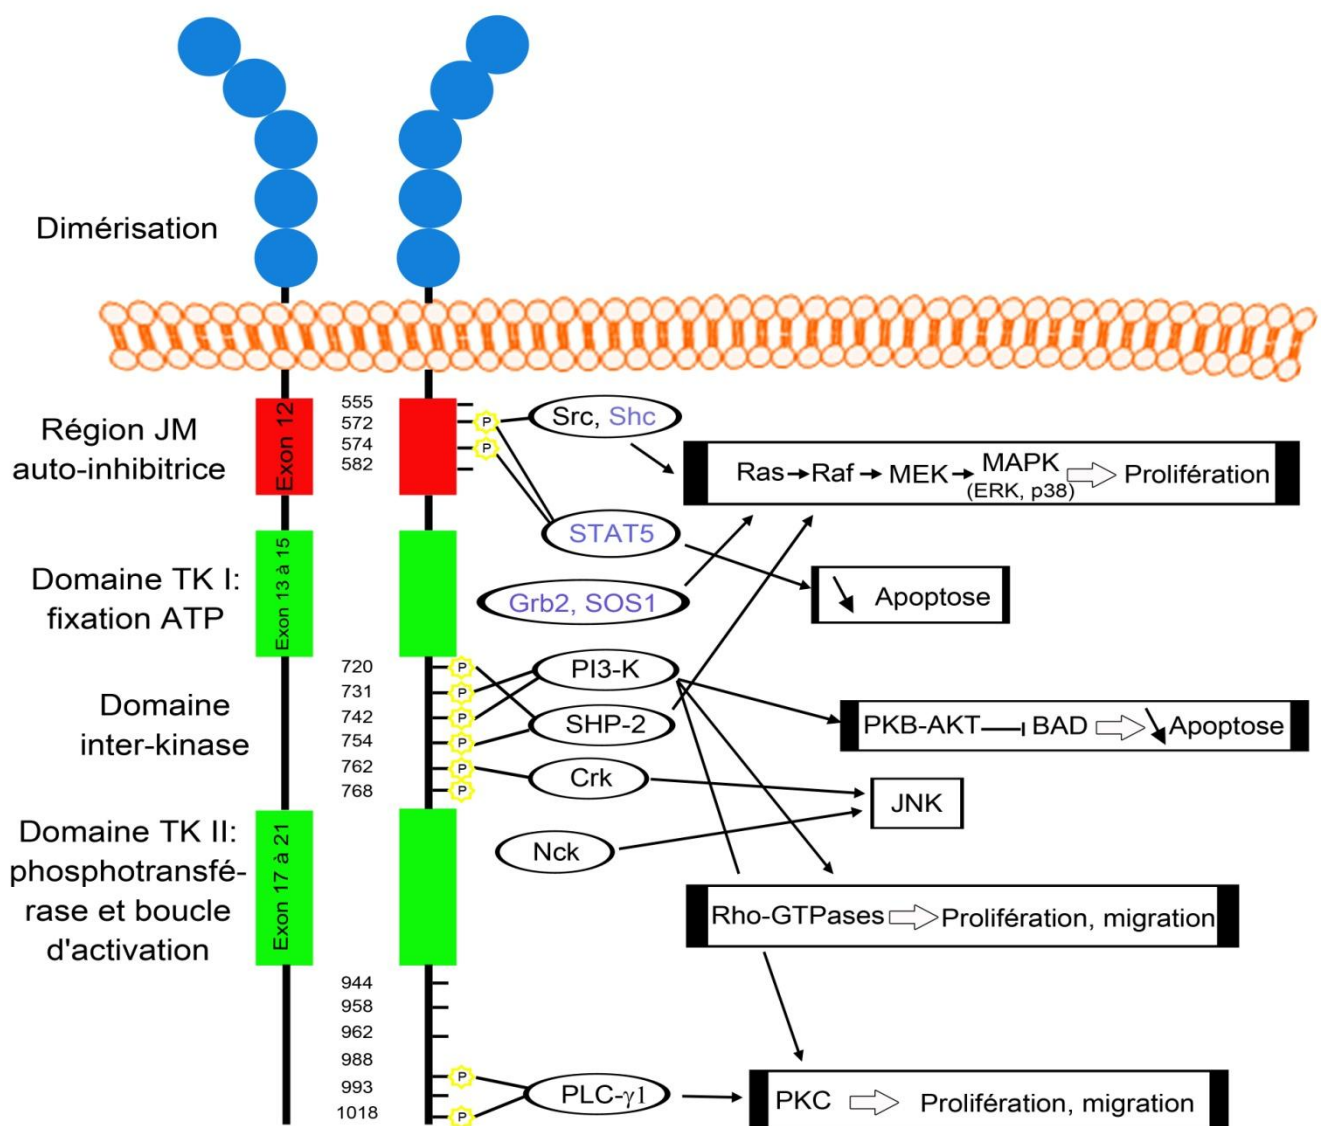 Dimérisation
Région JM
auto-inhibitrice
Exon 12
555
572
574
582
P
P
Src, Shc
STAT5
Ras Raf MEK MAPK
(ERK, p38)
Prolifération
Domaine TK I:
fixation ATP
Exon 13 à 15
Grb2, SOS1
Apoptose
Domaine
inter-kinase
720
731
742
754
762
768
P
P
P
P
P
P
PI3-K
SHP-2
Crk
PKB-AKT BAD Apoptose
JNK
Domaine TK II:
phosphotransfé-
rase et boucle
d'activation
Exon 17 à 21
Nck
Rho-GTPases Prolifération, migration
944
958
962
988
993
1018
P
P
PLC-γ1
PKC Prolifération, migration